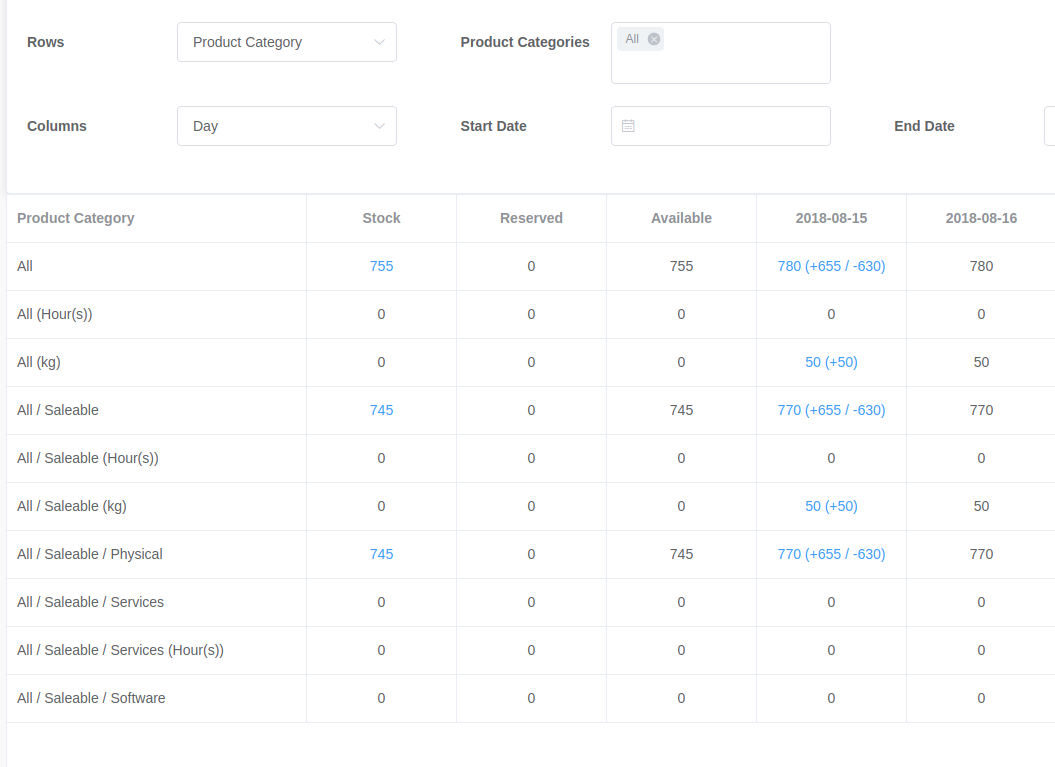 Rows Product Category Product Categories All
Columns Day Start Date End Date
Product Category Stock Reserved Available 2018-08-15 2018-08-16
All 755 0 755 780 (+655 / -630) 780
All (Hour(s)) 0 0 0 0 0
All (kg) 0 0 0 50 (+50) 50
All / Saleable 745 0 745 770 (+655 / -630) 770
All / Saleable (Hour(s)) 0 0 0 0 0
All / Saleable (kg) 0 0 0 50 (+50) 50
All / Saleable / Physical 745 0 745 770 (+655 / -630) 770
All / Saleable / Services 0 0 0 0 0
All / Saleable / Services (Hour(s)) 0 0 0 0 0
All / Saleable / Software 0 0 0 0 0